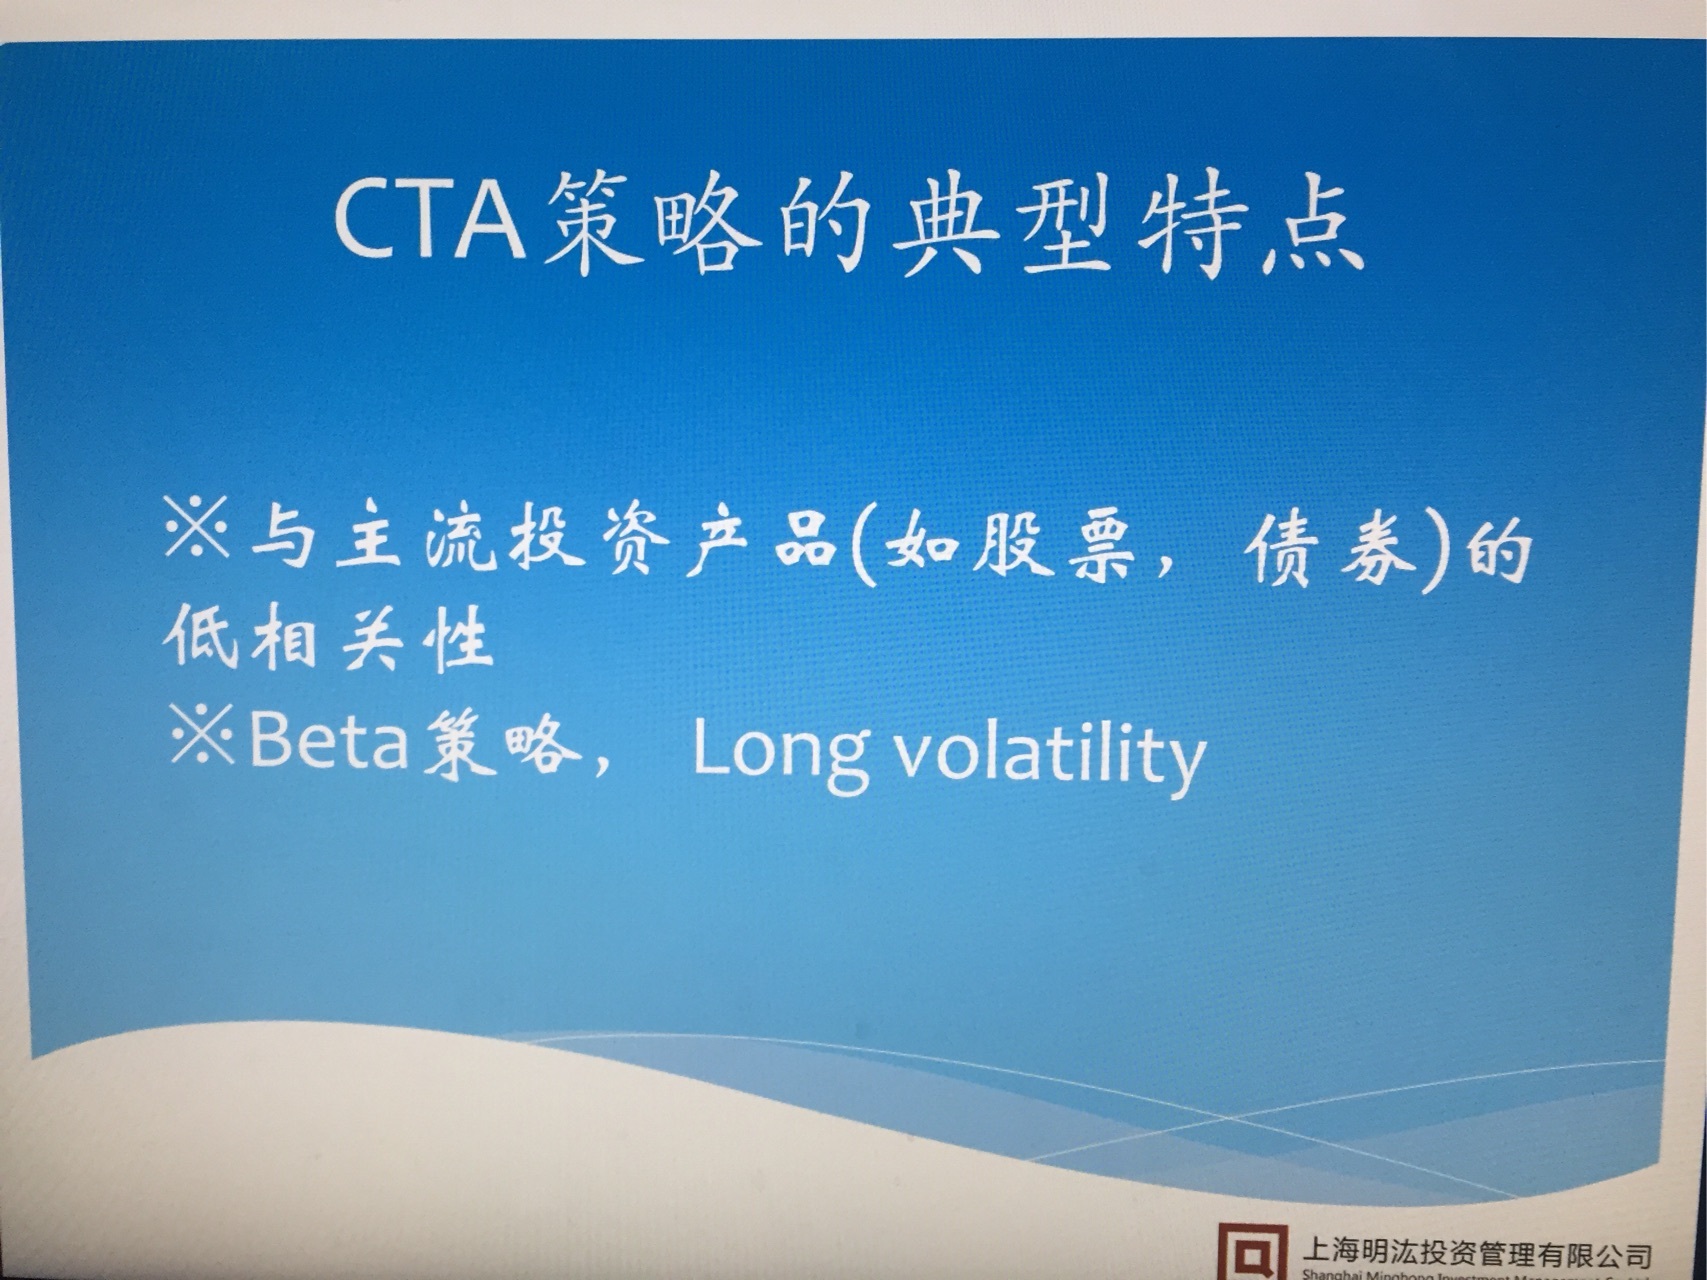 CTA策略的典型特点
※与主流投资产品(如股票，债券)的
低相关性
※Beta策略， Long volatility
上海明汯投资管理有限公司
Shanghai Minghong Investment